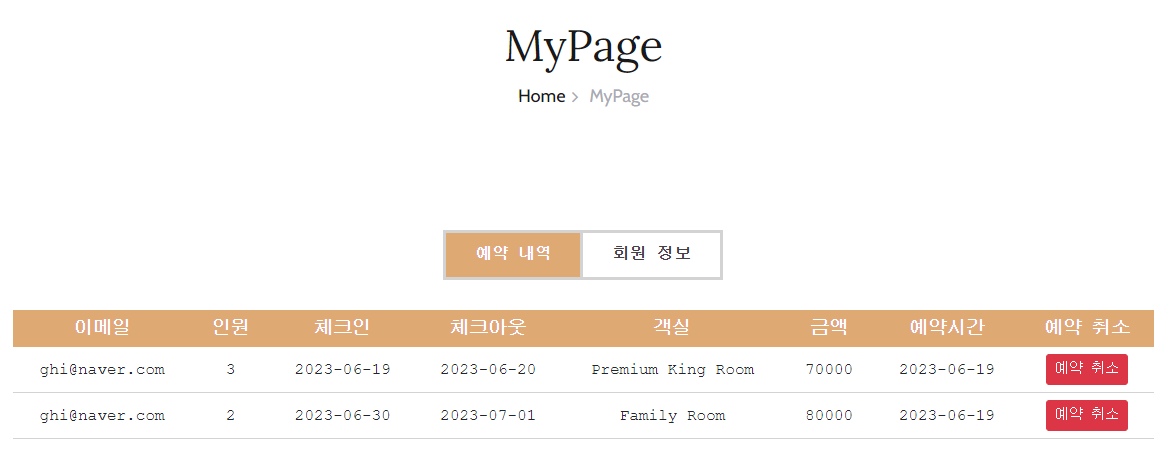 MyPage
Home > MyPage
예약 내역 회원 정보
이메일 인원 체크인 체크아웃 객실 금액 예약시간 예약 취소
ghi@naver.com 3 2023-06-19 2023-06-20 Premium King Room 70000 2023-06-19 예약 취소
ghi@naver.com 2 2023-06-30 2023-07-01 Family Room 80000 2023-06-19 예약 취소